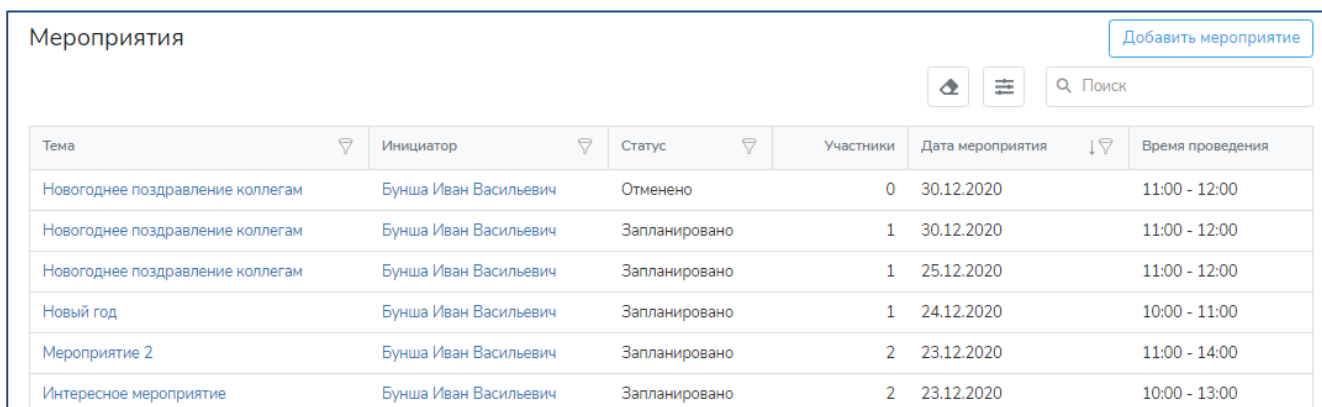 Мероприятия
Добавить мероприятие
Поиск
Тема Инициатор Статус Участники Дата мероприятия Время проведения
Новогоднее поздравление коллегам Бунша Иван Васильевич Отменено 0 30.12.2020 11:00 - 12:00
Новогоднее поздравление коллегам Бунша Иван Васильевич Запланировано 1 30.12.2020 11:00 - 12:00
Новогоднее поздравление коллегам Бунша Иван Васильевич Запланировано 1 25.12.2020 11:00 - 12:00
Новый год Бунша Иван Васильевич Запланировано 1 24.12.2020 10:00 - 11:00
Мероприятие 2 Бунша Иван Васильевич Запланировано 2 23.12.2020 11:00 - 14:00
Интересное мероприятие Бунша Иван Васильевич Запланировано 2 23.12.2020 10:00 - 13:00